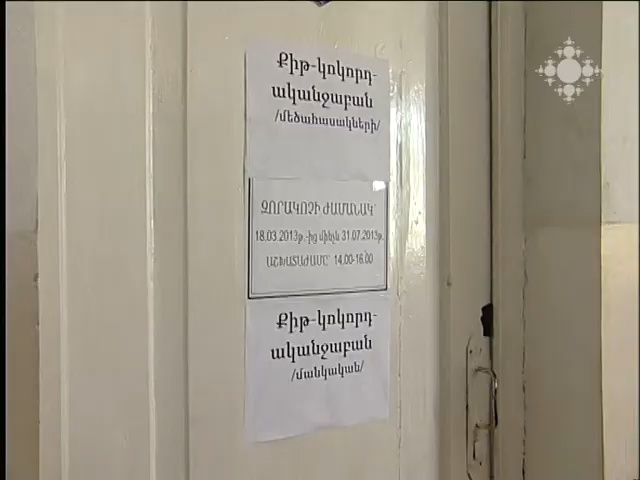 Քիթ-կոկորդ-
ականջաբան
/մեծահասակների/
ԶՈՐԱԿՈՉԻ ԺԱՄԱՆԱԿ՝
18.03.2013թ.-ից մինչև 31.07.2013թ.
ԱՇԽԱՏԱԺԱՄԸ՝ 14.00-16.00
Քիթ-կոկորդ-
ականջաբան
/մանկական/